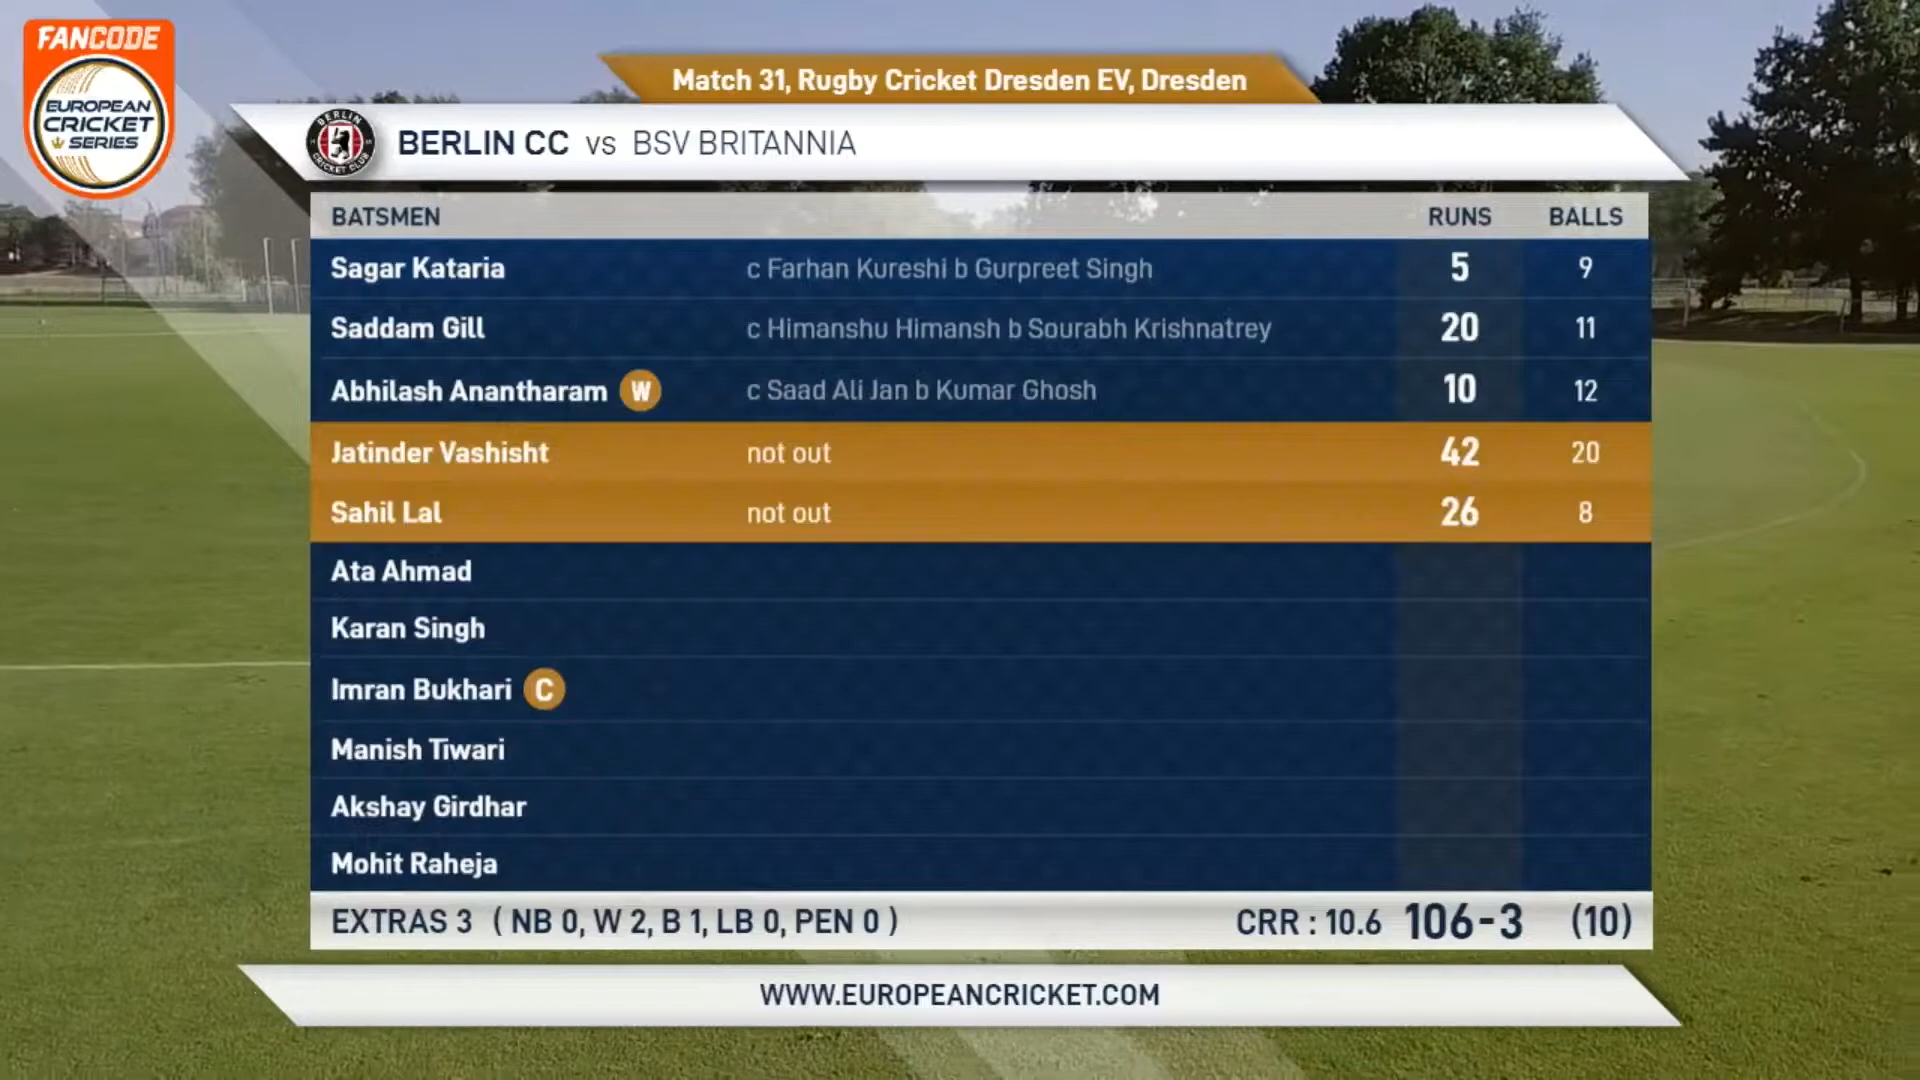 FANCODE
EUROPEAN
CRICKET
SERIES
Match 31, Rugby Cricket Dresden EV, Dresden
BERLIN
CRICKET CLUB
BERLIN CC vs BSV BRITANNIA
BATSMEN RUNS BALLS
Sagar Kataria c Farhan Kureshi b Gurpreet Singh 5 9
Saddam Gill c Himanshu Himansh b Sourabh Krishnatrey 20 11
Abhilash Anantharam W c Saad Ali Jan b Kumar Ghosh 10 12
Jatinder Vashisht not out 42 20
Sahil Lal not out 26 8
Ata Ahmad
Karan Singh
Imran Bukhari C
Manish Tiwari
Akshay Girdhar
Mohit Raheja
EXTRAS 3 ( NB 0, W 2, B 1, LB 0, PEN 0 ) CRR : 10.6 106-3 (10)
WWW.EUROPEANCRICKET.COM